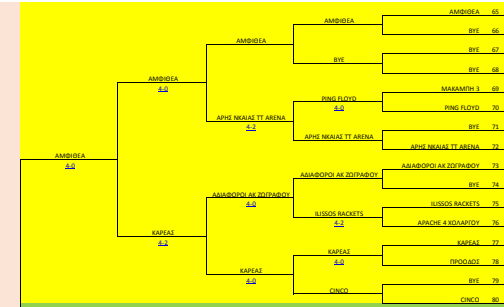 ΑΜΦΙΘΕΑ 65
ΑΜΦΙΘΕΑ
BYE 66
ΑΜΦΙΘΕΑ
BYE 67
BYE
BYE 68
ΑΜΦΙΘΕΑ
4-0
ΜΑΚΑΜΠΗ 3 69
PING FLOYD
4-0
PING FLOYD 70
ΑΡΗΣ ΝΚΑΙΑΣ ΤΤ ARENA
4-2
BYE 71
ΑΡΗΣ ΝΚΑΙΑΣ ΤΤ ARENA
ΑΡΗΣ ΝΚΑΙΑΣ ΤΤ ARENA 72
ΑΜΦΙΘΕΑ
4-0
ΑΔΙΑΦΟΡΟΙ ΑΚ ΖΩΓΡΑΦΟΥ 73
ΑΔΙΑΦΟΡΟΙ ΑΚ ΖΩΓΡΑΦΟΥ
BYE 74
ΑΔΙΑΦΟΡΟΙ ΑΚ ΖΩΓΡΑΦΟΥ
4-0
ILISSOS RACKETS 75
ILISSOS RACKETS
4-2
APACHE 4 ΧΟΛΑΡΓΟΥ 76
ΚΑΡΕΑΣ
4-2
ΚΑΡΕΑΣ 77
ΚΑΡΕΑΣ
4-0
ΠΡΟΟΔΟΣ 78
ΚΑΡΕΑΣ
4-0
BYE 79
CINCO
CINCO 80